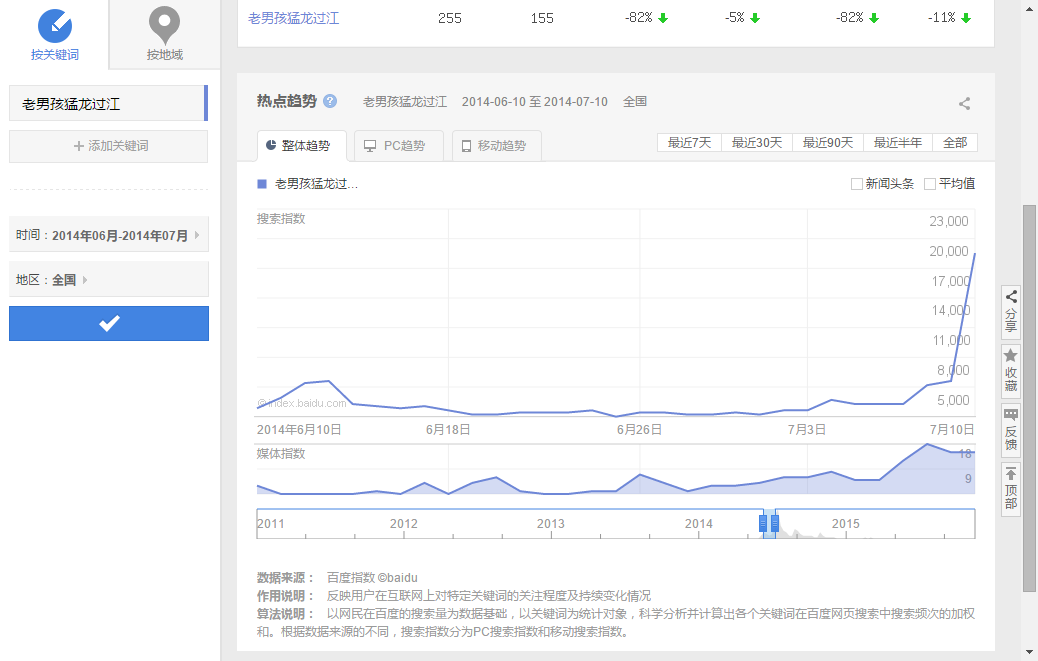 按关键词
按地域
老男孩猛龙过江
+ 添加关键词
时间：2014年06月-2014年07月
地区：全国
老男孩猛龙过江 255 155 -82% -5% -82% -11%
热点趋势 ? 老男孩猛龙过江 2014-06-10 至 2014-07-10 全国
整体趋势 PC趋势 移动趋势 最近7天 最近30天 最近90天 最近半年 全部
老男孩猛龙过... 新闻头条 平均值
搜索指数
23,000
20,000
17,000
14,000
11,000
8,000
5,000
©index.baidu.com
2014年6月10日 6月18日 6月26日 7月3日 7月10日
媒体指数
18
9
2011 2012 2013 2014 2015
数据来源： 百度指数 ©baidu
作用说明： 反映用户在互联网上对特定关键词的关注程度及持续变化情况
算法说明： 以网民在百度的搜索量为数据基础，以关键词为统计对象，科学分析并计算出各个关键词在百度网页搜索中搜索频次的加权
和。根据数据来源的不同，搜索指数分为PC搜索指数和移动搜索指数。
分享
收藏
反馈
顶部